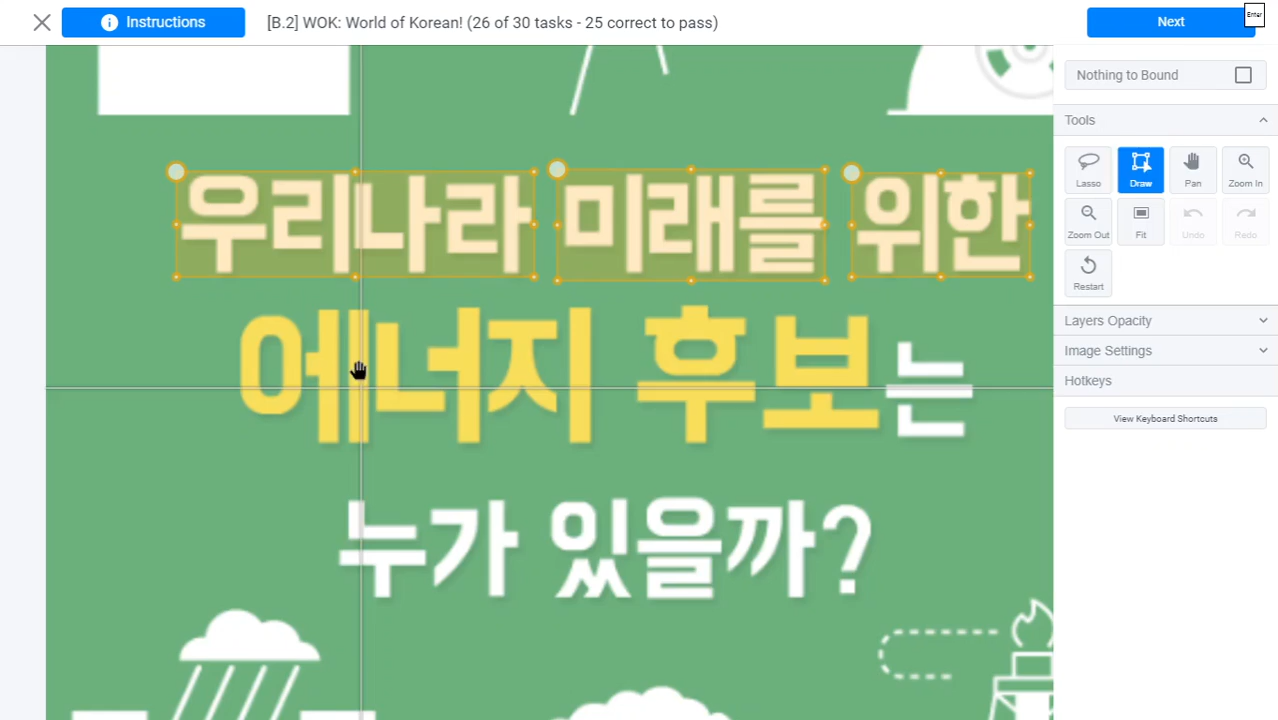 Instructions
[B.2] WOK: World of Korean! (26 of 30 tasks - 25 correct to pass)
Next
Enter
Nothing to Bound
Tools
Lasso
Draw
Pan
Zoom In
Zoom Out
Fit
Undo
Redo
Restart
Layers Opacity
Image Settings
Hotkeys
View Keyboard Shortcuts
우리나라 미래를 위한
에너지 후보는
누가 있을까?